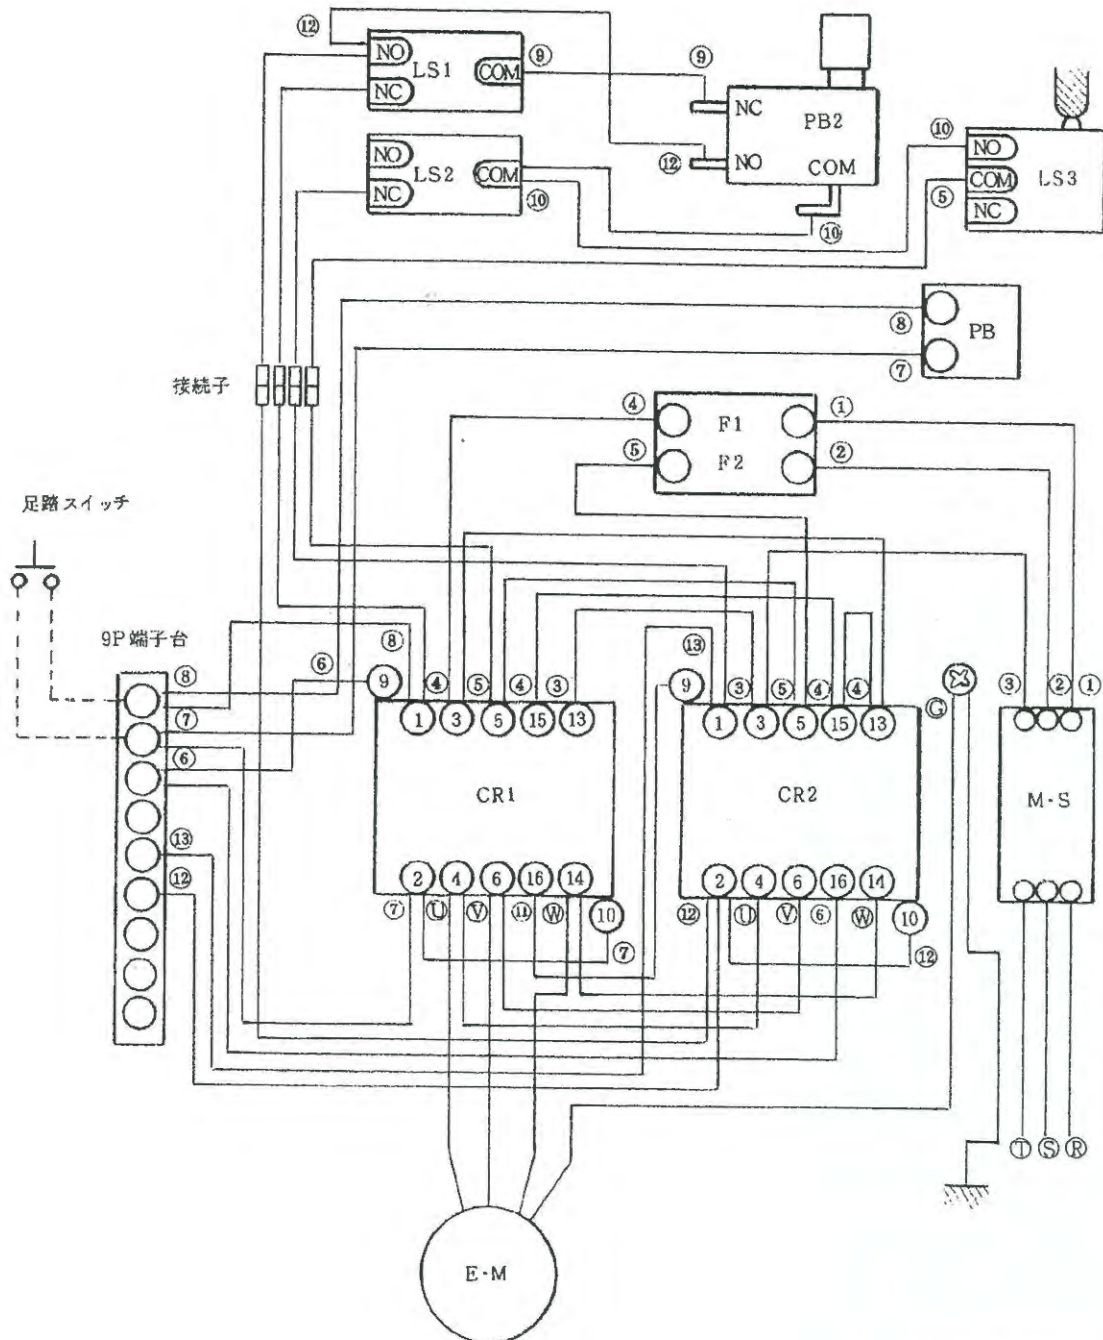 ⑫
NO
LS1
COM
NC
⑨
⑨
NC
PB2
⑫
NO
COM
⑩
NO
LS2
COM
NC
⑩
⑩
NO
COM
LS3
⑤
NC
⑧
PB
⑦
接続子
④
F1
①
⑤
F2
②
足踏スイッチ
9P端子台
⑧
⑦
⑥
⑬
⑫
⑥
⑧
④
⑤
④
③
9
1
3
5
15
13
CR1
2
4
6
16
14
10
⑦
Ⓤ
Ⓥ
⑪
Ⓦ
⑦
⑬
③
⑤
④
④
9
1
3
5
15
13
CR2
2
4
6
16
14
10
⑫
Ⓤ
Ⓥ
⑥
Ⓦ
⑫
Ⓖ
③
②
①
M・S
Ⓣ
Ⓢ
Ⓡ
E・M